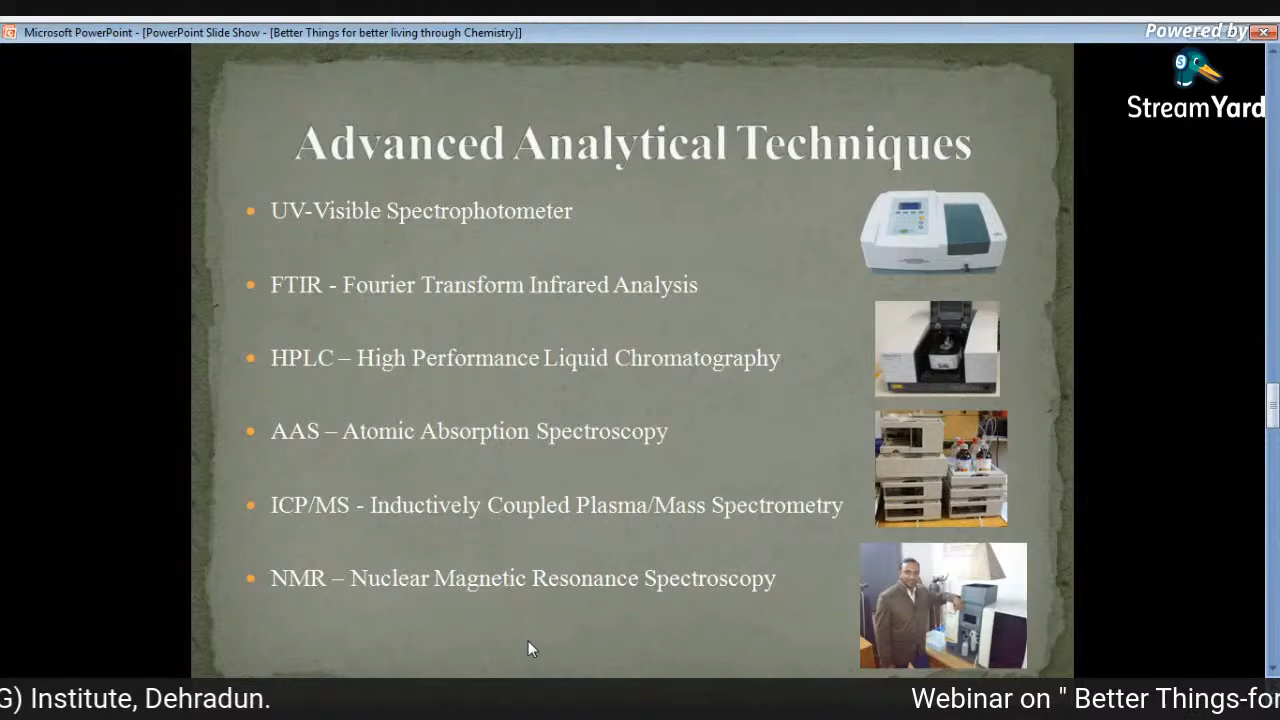 Microsoft PowerPoint - [PowerPoint Slide Show - [Better Things for better living through Chemistry]]
Powered by
StreamYard
Advanced Analytical Techniques
UV-Visible Spectrophotometer
FTIR - Fourier Transform Infrared Analysis
HPLC – High Performance Liquid Chromatography
AAS – Atomic Absorption Spectroscopy
ICP/MS - Inductively Coupled Plasma/Mass Spectrometry
NMR – Nuclear Magnetic Resonance Spectroscopy
G) Institute, Dehradun.
Webinar on " Better Things-for